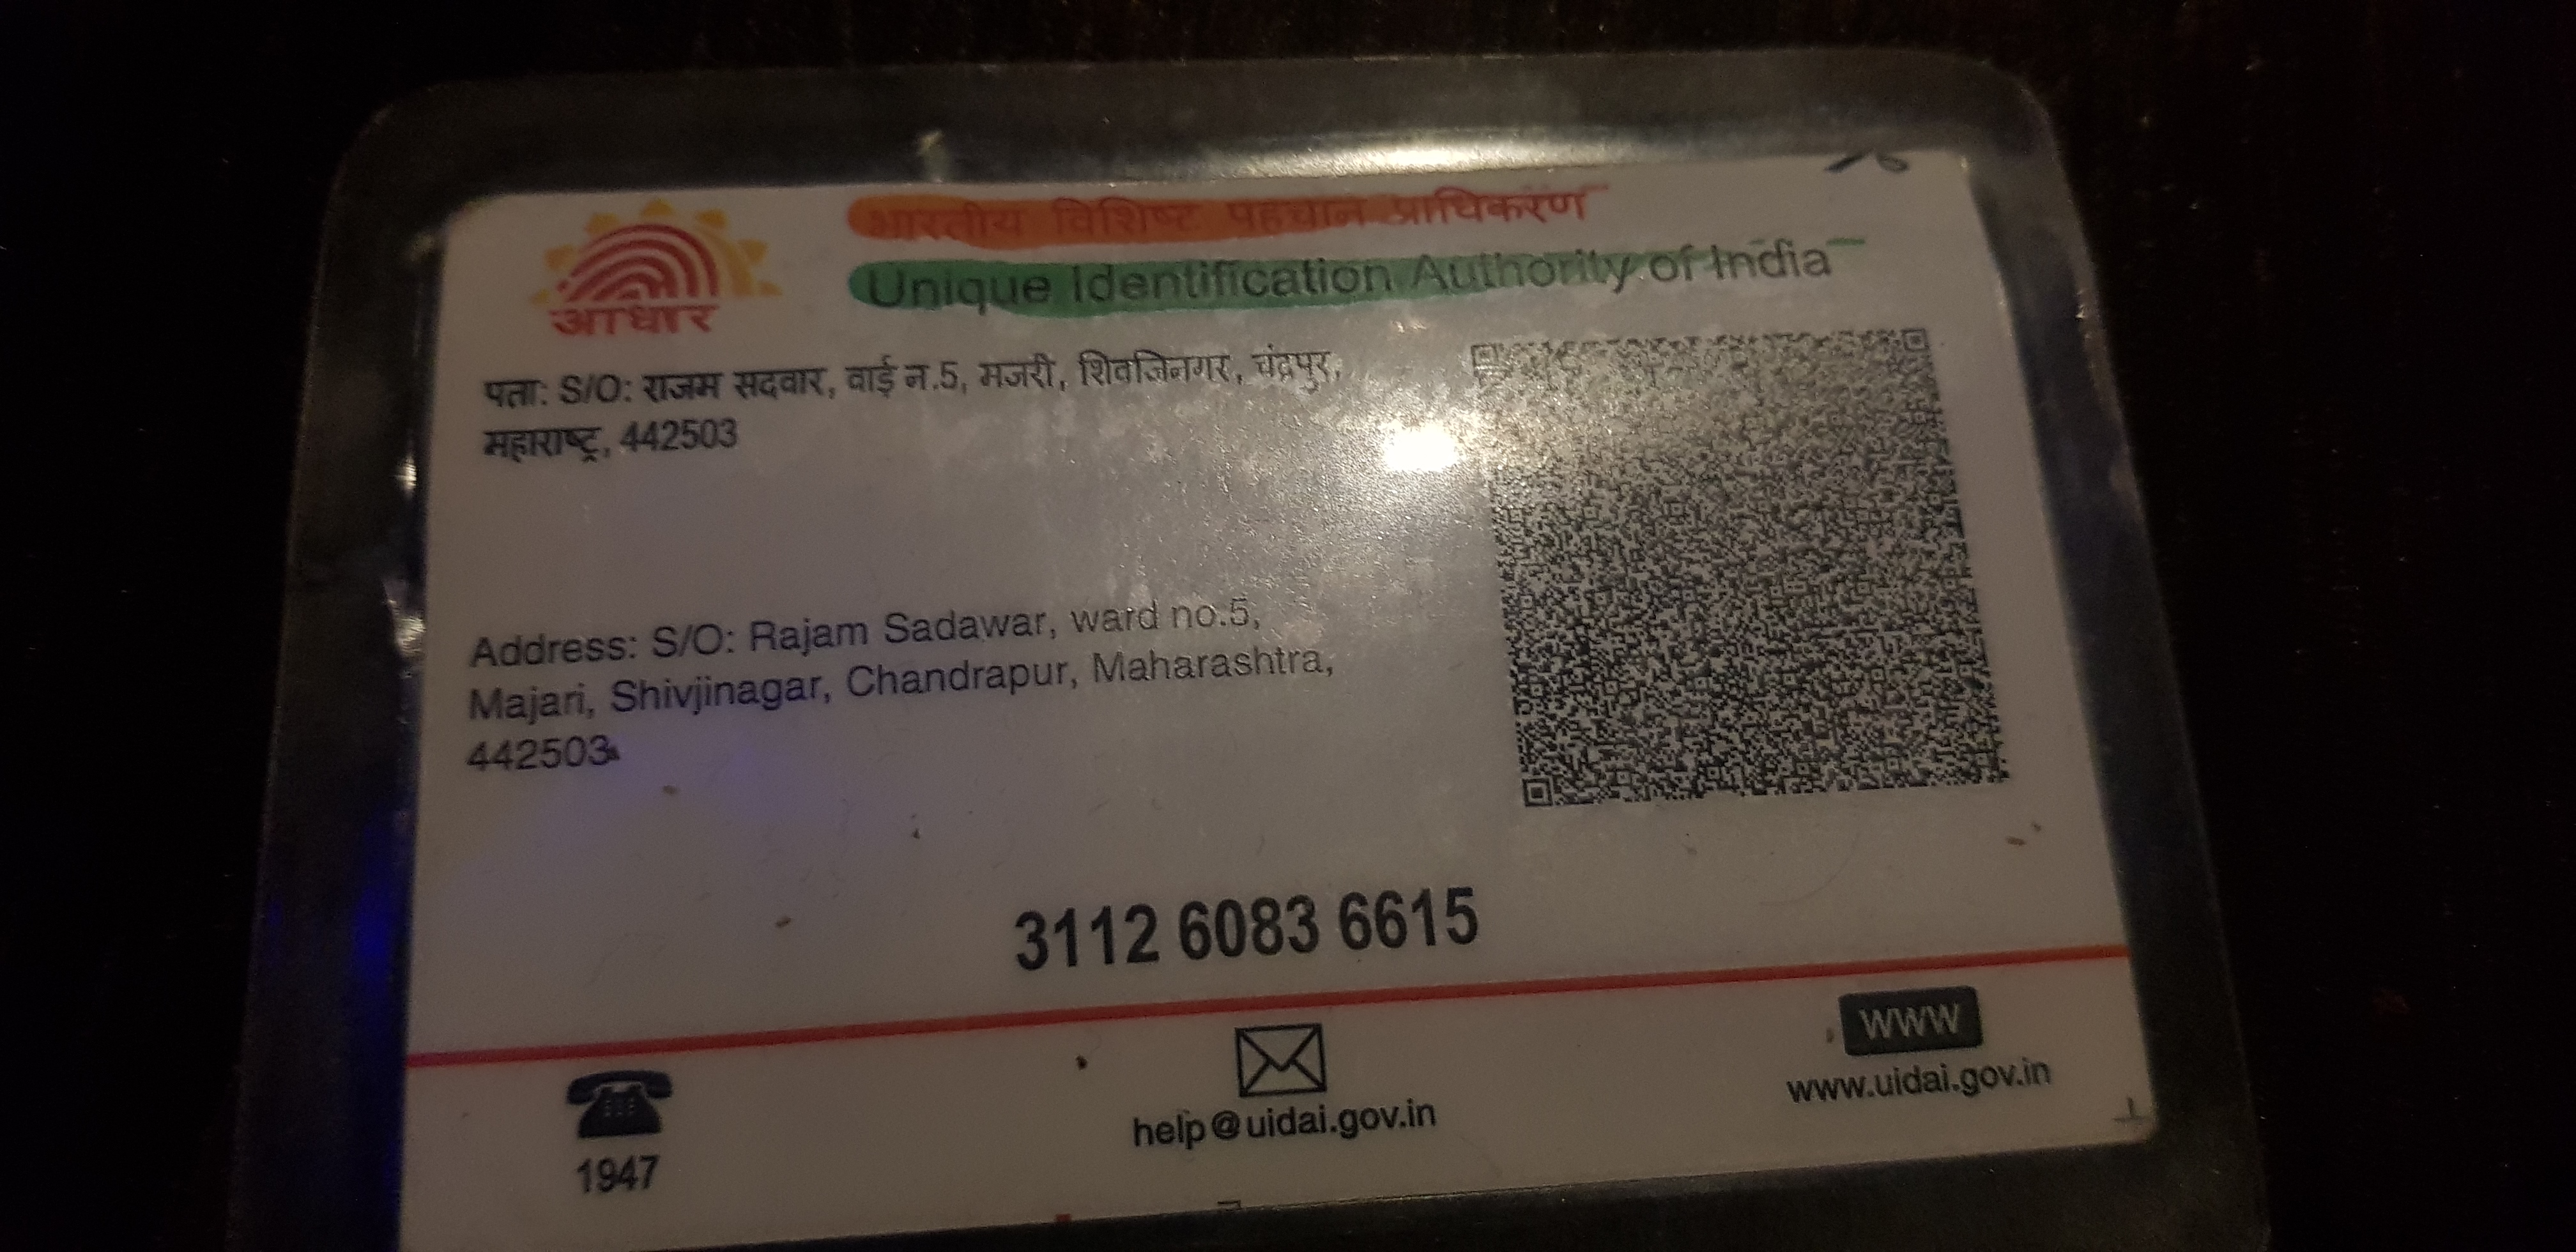 भारतीय विशिष्ट पहचान प्राधिकरण
Unique Identification Authority of India
आधार
पता: S/O: राजम सदवार, वार्ड न.5, मजरी, शिवजिनगर, चंद्रपुर,
महाराष्ट्र, 442503
Address: S/O: Rajam Sadawar, ward no.5,
Majari, Shivjinagar, Chandrapur, Maharashtra,
442503
3112 6083 6615
WWW
1947
help@uidai.gov.in
www.uidai.gov.in